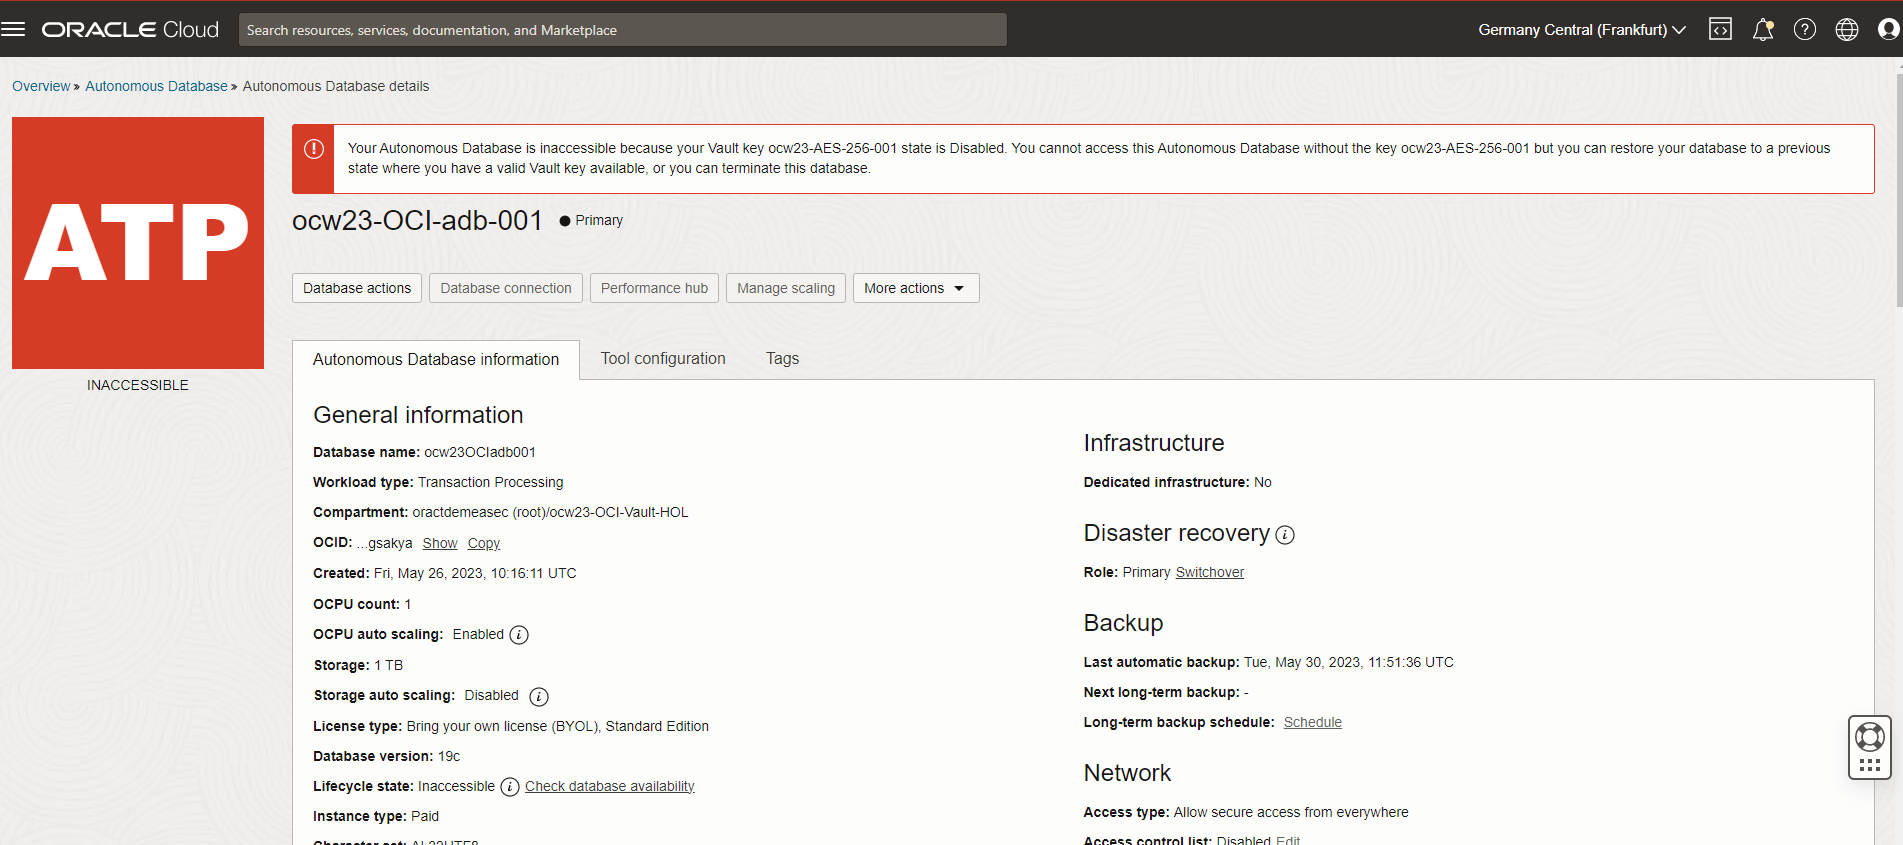 ORACLE Cloud
Search resources, services, documentation, and Marketplace
Germany Central (Frankfurt)
Overview » Autonomous Database » Autonomous Database details
ATP
INACCESSIBLE
Your Autonomous Database is inaccessible because your Vault key ocw23-AES-256-001 state is Disabled. You cannot access this Autonomous Database without the key ocw23-AES-256-001 but you can restore your database to a previous
state where you have a valid Vault key available, or you can terminate this database.
ocw23-OCI-adb-001 Primary
Database actions Database connection Performance hub Manage scaling More actions
Autonomous Database information Tool configuration Tags
General information
Database name: ocw23OCIadb001
Workload type: Transaction Processing
Compartment: oractdemeasec (root)/ocw23-OCI-Vault-HOL
OCID: ...gsakya Show Copy
Created: Fri, May 26, 2023, 10:16:11 UTC
OCPU count: 1
OCPU auto scaling: Enabled
Storage: 1 TB
Storage auto scaling: Disabled
License type: Bring your own license (BYOL), Standard Edition
Database version: 19c
Lifecycle state: Inaccessible Check database availability
Instance type: Paid
Character set: AL32UTF8
Infrastructure
Dedicated infrastructure: No
Disaster recovery
Role: Primary Switchover
Backup
Last automatic backup: Tue, May 30, 2023, 11:51:36 UTC
Next long-term backup: -
Long-term backup schedule: Schedule
Network
Access type: Allow secure access from everywhere
Access control list: Disabled Edit